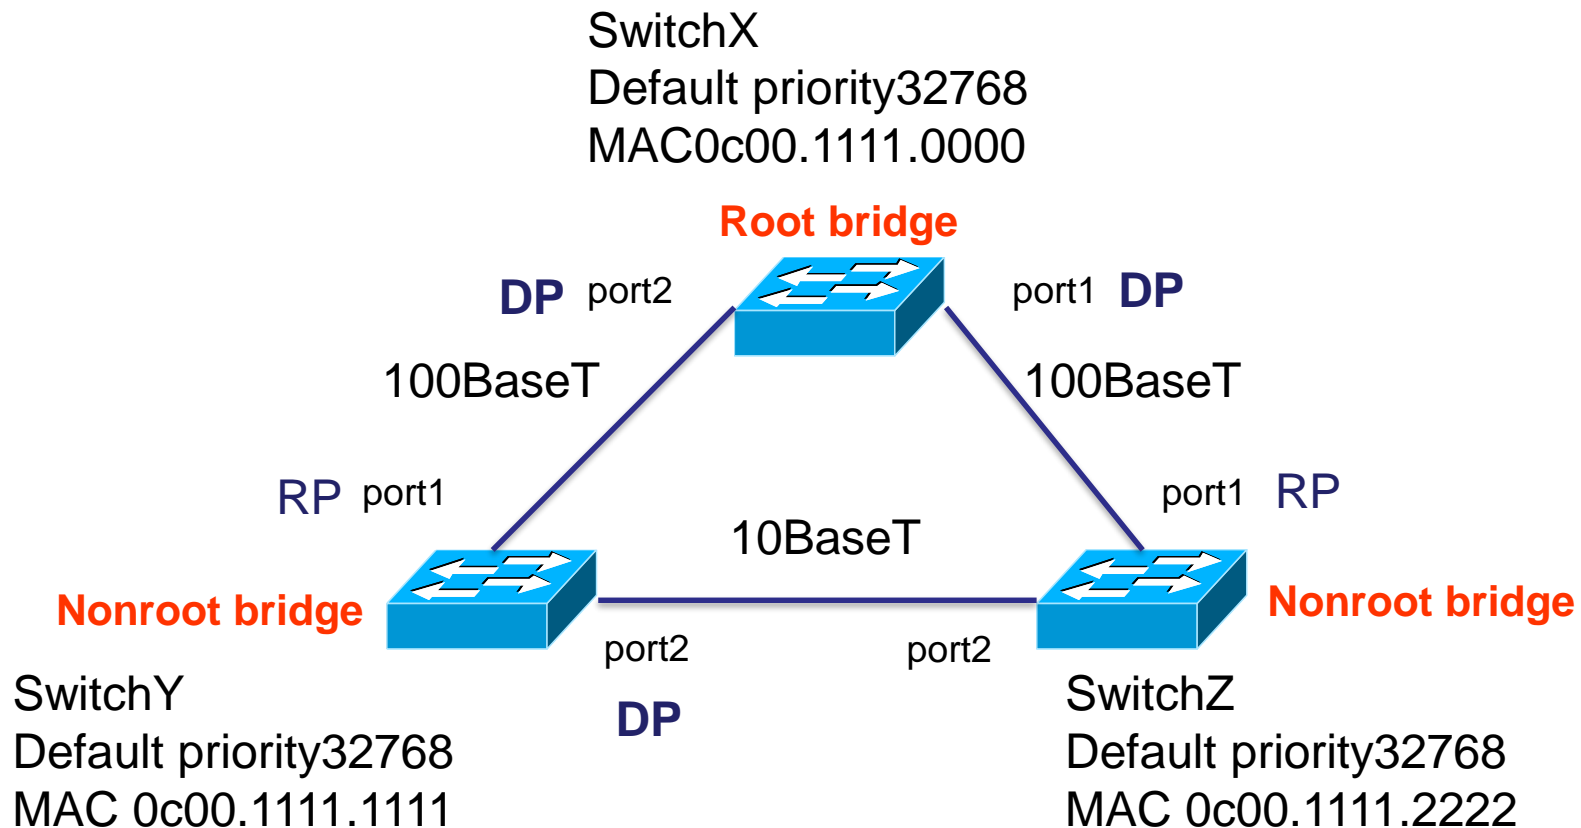 SwitchX
Default priority32768
MAC0c00.1111.0000
Root bridge
DP port2
port1 DP
100BaseT
100BaseT
RP port1
port1 RP
10BaseT
Nonroot bridge
Nonroot bridge
port2
port2
DP
SwitchY
Default priority32768
MAC 0c00.1111.1111
SwitchZ
Default priority32768
MAC 0c00.1111.2222